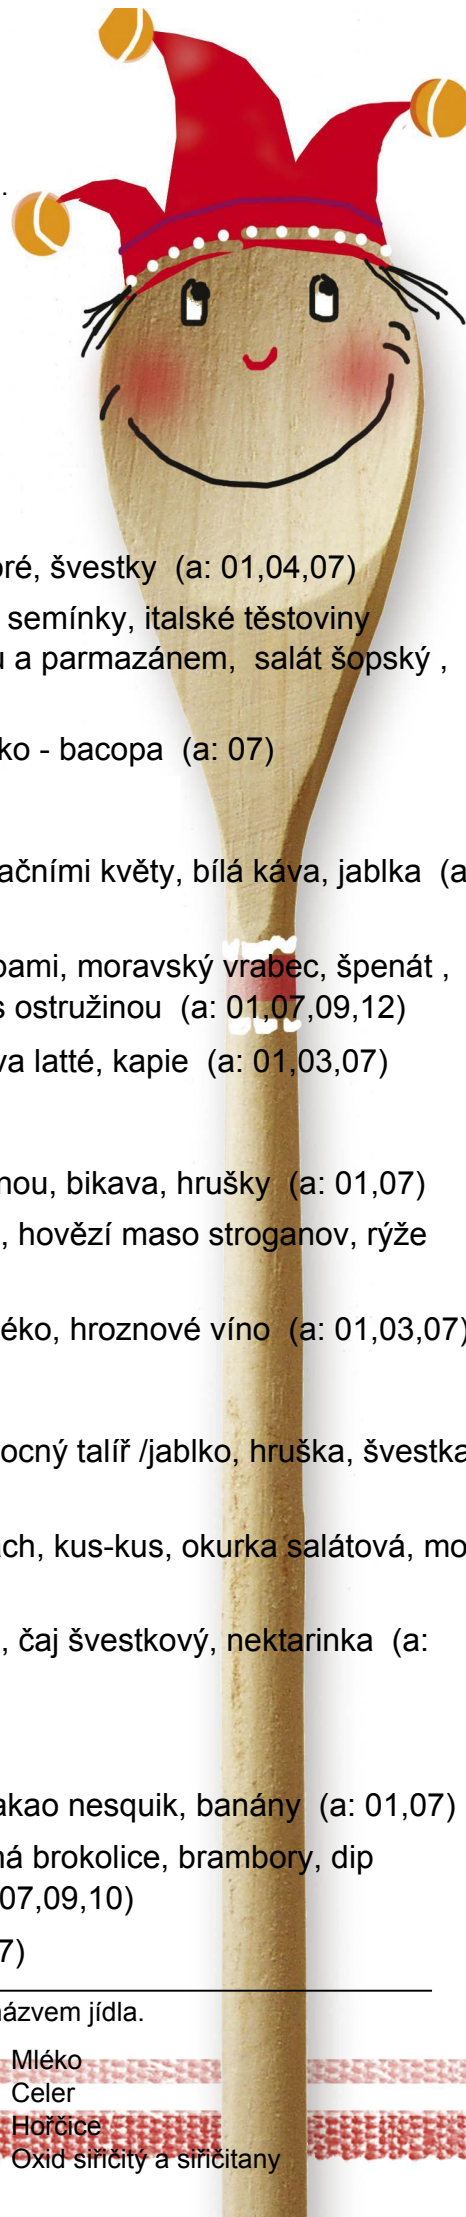 .
ré, švestky (a: 01,04,07)
semínky, italské těstoviny
u a parmazánem, salát šopský ,
ko - bacopa (a: 07)
ačními květy, bílá káva, jablka (a
bami, moravský vrabec, špenát ,
s ostružinou (a: 01,07,09,12)
va latté, kapie (a: 01,03,07)
nou, bikava, hrušky (a: 01,07)
, hovězí maso stroganov, rýže
éko, hroznové víno (a: 01,03,07)
ocný talíř /jablko, hruška, švestka
ách, kus-kus, okurka salátová, mo
, čaj švestkový, nektarinka (a:
akao nesquik, banány (a: 01,07)
ná brokolice, brambory, dip
07,09,10)
7)
názvem jídla.
Mléko
Celer
Hořčice
Oxid siřičitý a siřičitany